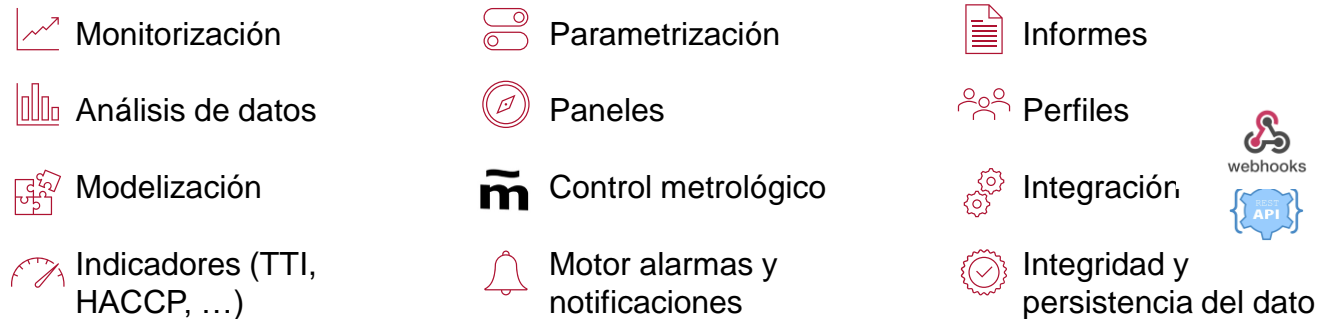 Monitorización
Análisis de datos
Modelización
Indicadores (TTI,
HACCP, …)
Parametrización
Paneles
m̃ Control metrológico
Motor alarmas y
notificaciones
Informes
Perfiles
Integración
Integridad y
persistencia del dato
webhooks
{REST
API}